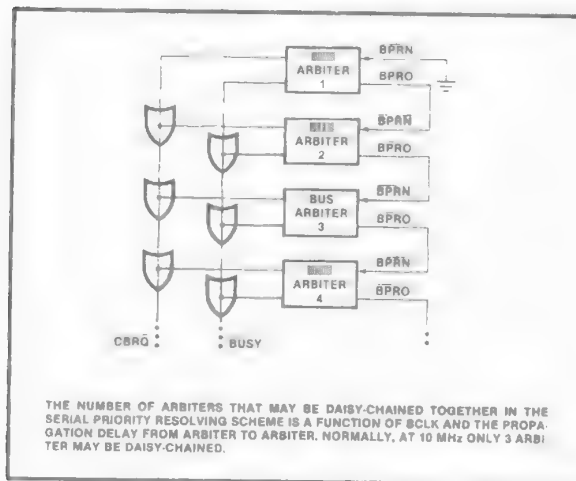 BPRN
ARBITER
1
BPRO
BPRN
ARBITER
2
BPRO
BPRN
BUS
ARBITER
3
BPRO
BPRN
ARBITER
4
BPRO
CBRQ
BUSY
THE NUMBER OF ARBITERS THAT MAY BE DAISY-CHAINED TOGETHER IN THE
SERIAL PRIORITY RESOLVING SCHEME IS A FUNCTION OF BCLK AND THE PROPA-
GATION DELAY FROM ARBITER TO ARBITER. NORMALLY, AT 10 MHz ONLY 3 ARBI
TER MAY BE DAISY-CHAINED.